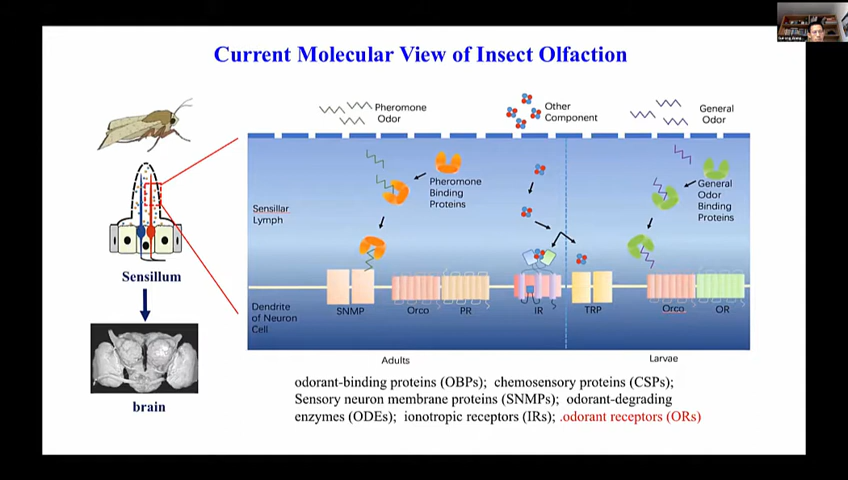 Current Molecular View of Insect Olfaction
Pheromone
Odor
Other
Component
General
Odor
Pheromone
Binding
Proteins
General
Odor
Binding
Proteins
Sensillar
Lymph
Sensillum
SNMP
Orco
PR
IR
TRP
Orco
OR
Dendrite
of Neuron
Cell
Adults
Larvae
brain
odorant-binding proteins (OBPs); chemosensory proteins (CSPs);
Sensory neuron membrane proteins (SNMPs); odorant-degrading
enzymes (ODEs); ionotropic receptors (IRs); .odorant receptors (ORs)